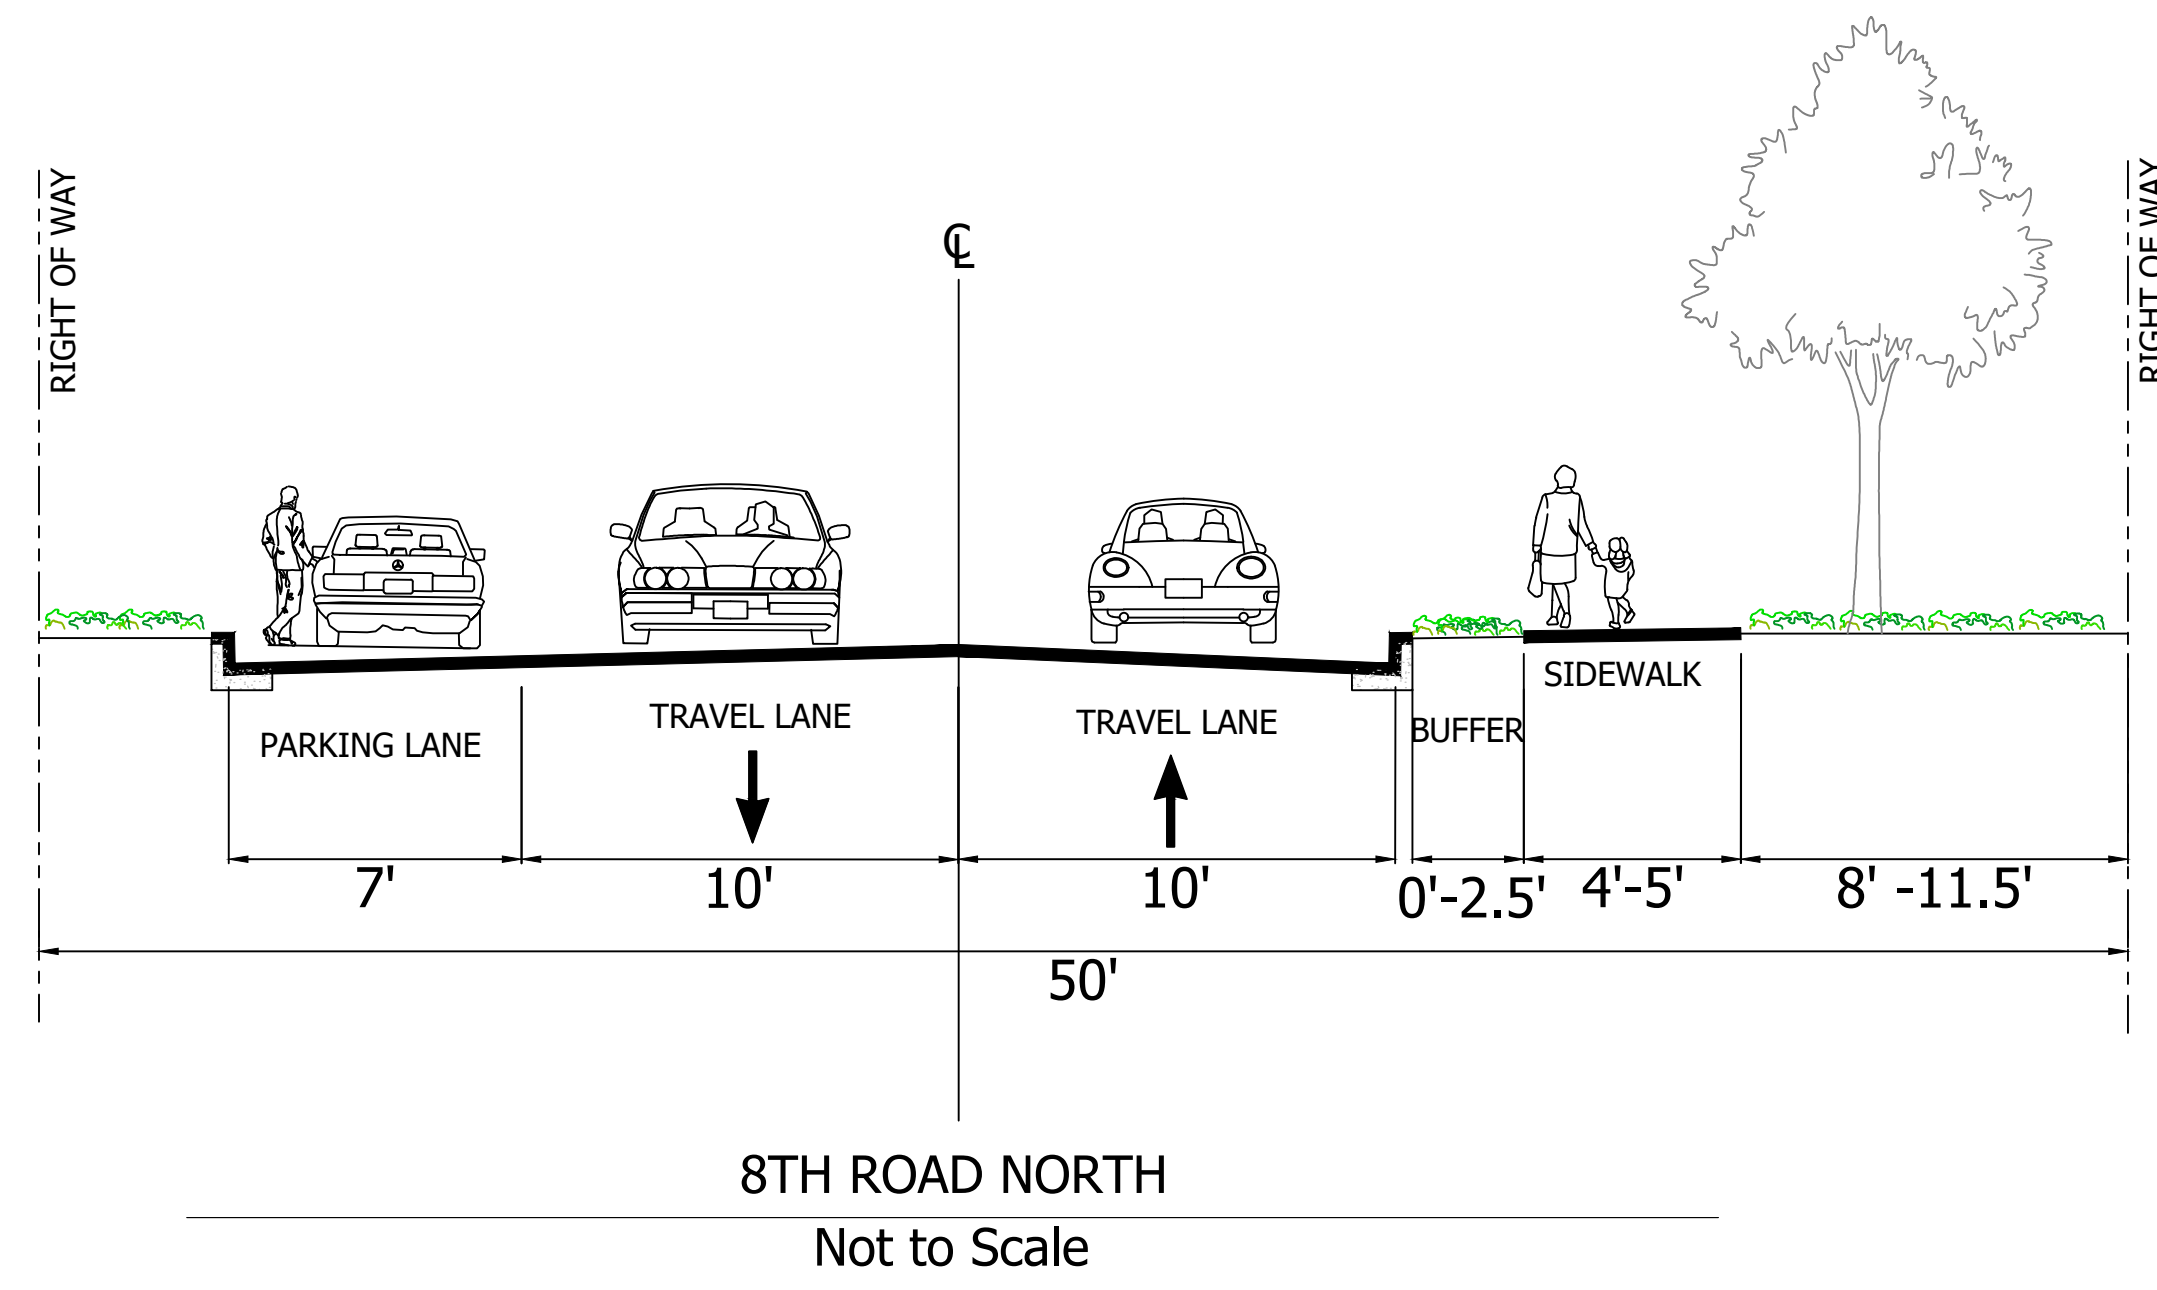 RIGHT OF WAY
RIGHT OF WAY
℄
SIDEWALK
TRAVEL LANE
TRAVEL LANE
BUFFER
PARKING LANE
7'
10'
10'
0'-2.5'
4'-5'
8' -11.5'
50'
8TH ROAD NORTH
Not to Scale